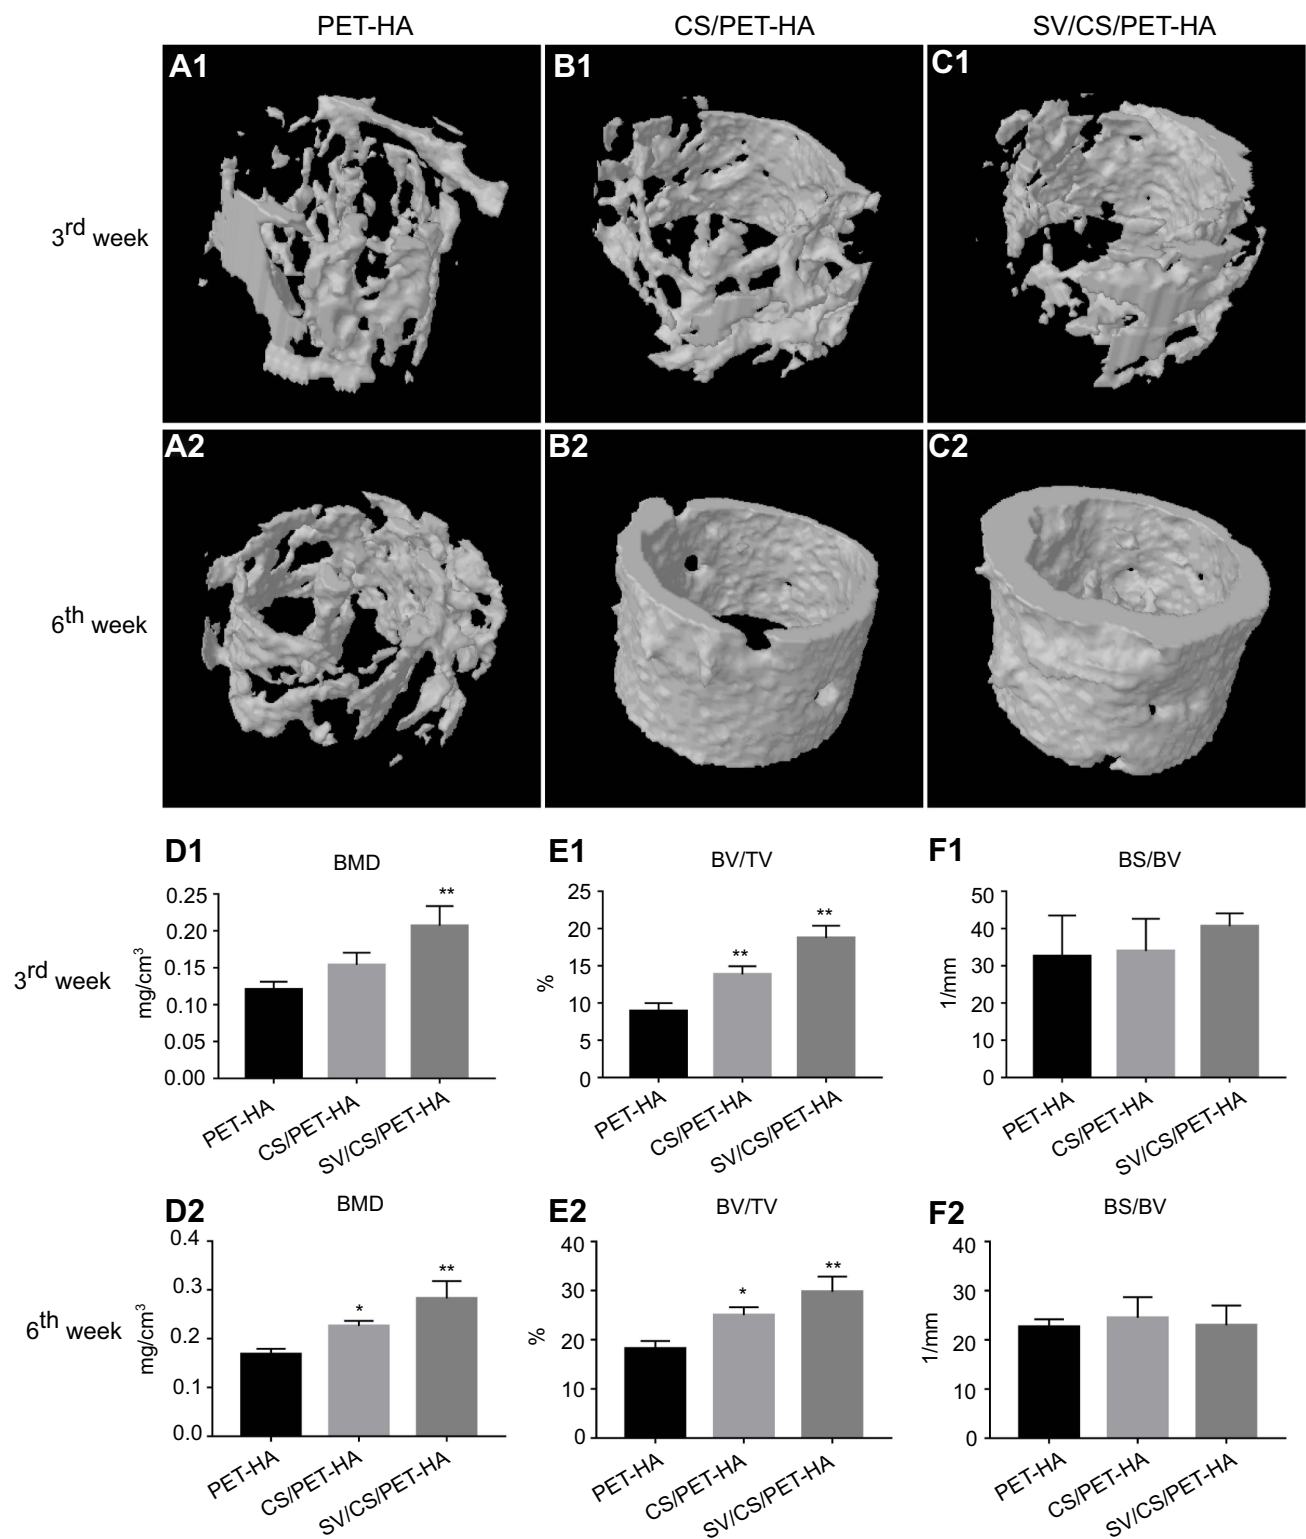 PET-HA CS/PET-HA SV/CS/PET-HA
A1 B1 C1
3rd week
A2 B2 C2
6th week
D1 E1 F1
BMD BV/TV BS/BV
3rd week
mg/cm3
0.25
0.20
0.15
0.10
0.05
0.00
**
PET-HA
CS/PET-HA
SV/CS/PET-HA
%
25
20
15
10
5
0
**
**
PET-HA
CS/PET-HA
SV/CS/PET-HA
1/mm
50
40
30
20
10
0
PET-HA
CS/PET-HA
SV/CS/PET-HA
D2 E2 F2
BMD BV/TV BS/BV
6th week
mg/cm3
0.4
0.3
0.2
0.1
0.0
*
**
PET-HA
CS/PET-HA
SV/CS/PET-HA
%
40
30
20
10
0
*
**
PET-HA
CS/PET-HA
SV/CS/PET-HA
1/mm
40
30
20
10
0
PET-HA
CS/PET-HA
SV/CS/PET-HA